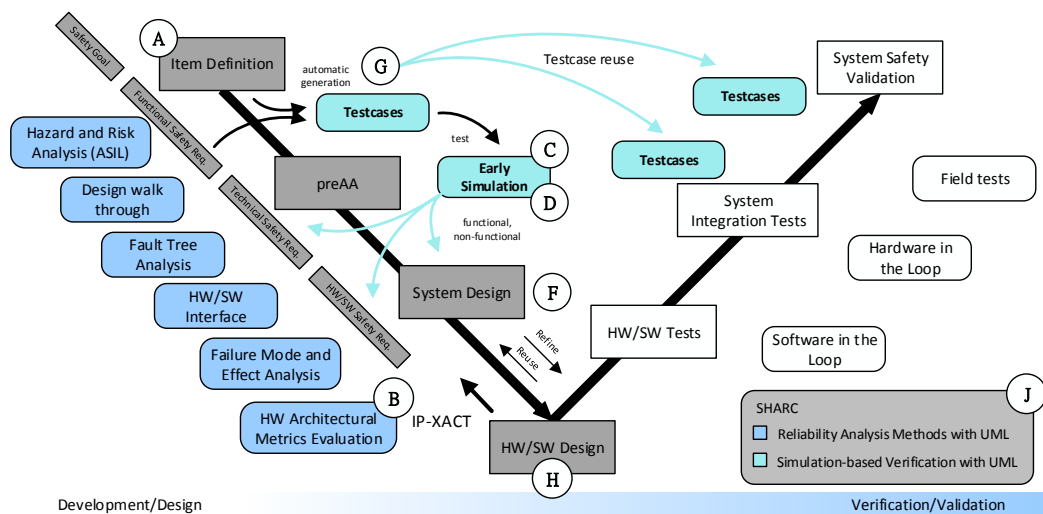 A
Item Definition
Safety Goal
Functional Safety Req.
Technical Safety Req.
HW/SW Safety Req.
automatic
generation
G
Testcase reuse
System Safety
Validation
Testcases
Testcases
Testcases
test
C
Early
Simulation
D
Hazard and Risk
Analysis (ASIL)
Design walk
through
Fault Tree
Analysis
HW/SW
Interface
Failure Mode and
Effect Analysis
HW Architectural
Metrics Evaluation
B
preAA
functional,
non-functional
System Design
F
System
Integration Tests
Field tests
Hardware
in the Loop
HW/SW Tests
Software in the
Loop
Refine
Reuse
IP-XACT
HW/SW Design
H
J
SHARC
Reliability Analysis Methods with UML
Simulation-based Verification with UML
Development/Design
Verification/Validation